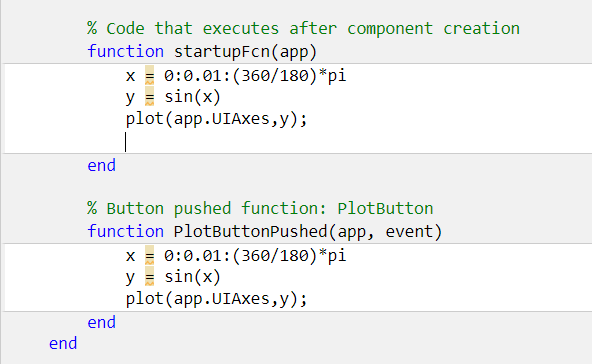 % Code that executes after component creation
function startupFcn(app)
x = 0:0.01:(360/180)*pi
y = sin(x)
plot(app.UIAxes,y);
end
% Button pushed function: PlotButton
function PlotButtonPushed(app, event)
x = 0:0.01:(360/180)*pi
y = sin(x)
plot(app.UIAxes,y);
end
end